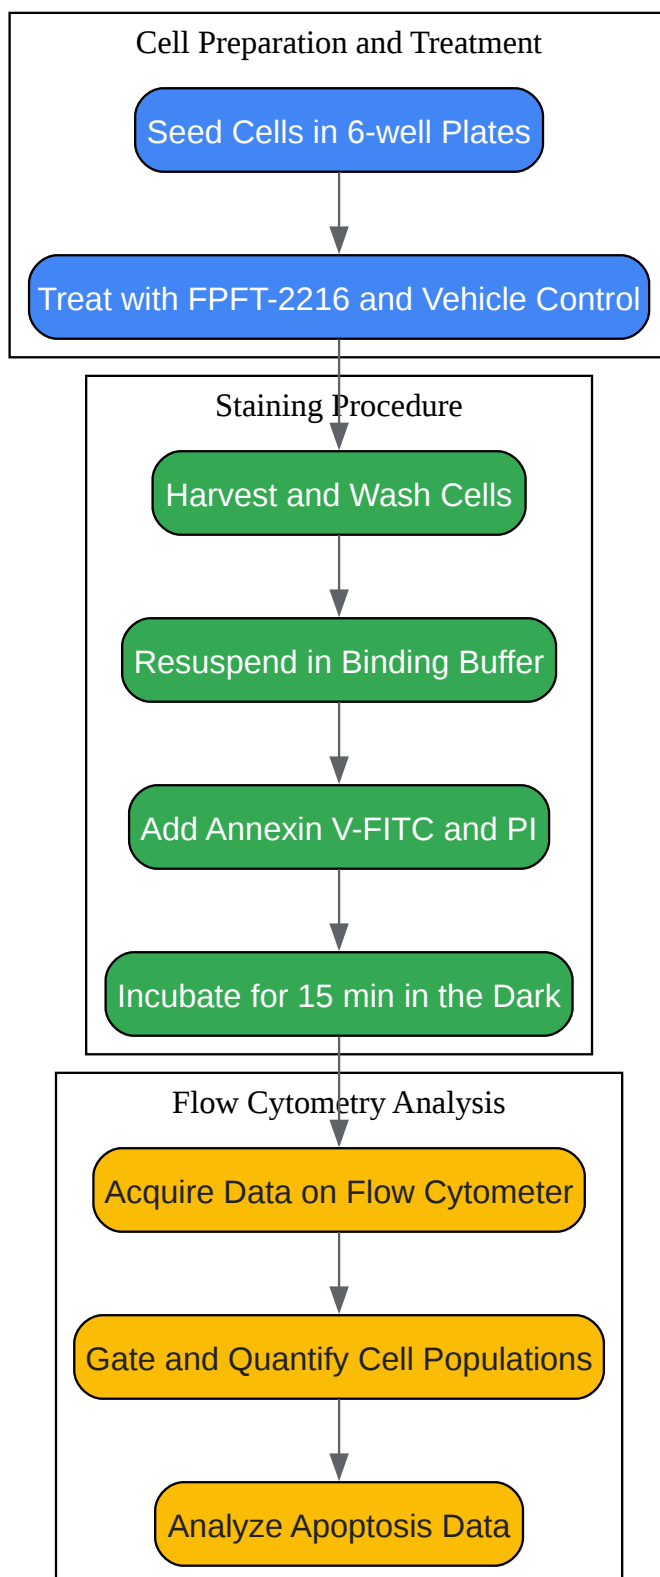 Cell Preparation and Treatment
Seed Cells in 6-well Plates
Treat with FPFT-2216 and Vehicle Control
Staining Procedure
Harvest and Wash Cells
Resuspend in Binding Buffer
Add Annexin V-FITC and PI
Incubate for 15 min in the Dark
Flow Cytometry Analysis
Acquire Data on Flow Cytometer
Gate and Quantify Cell Populations
Analyze Apoptosis Data